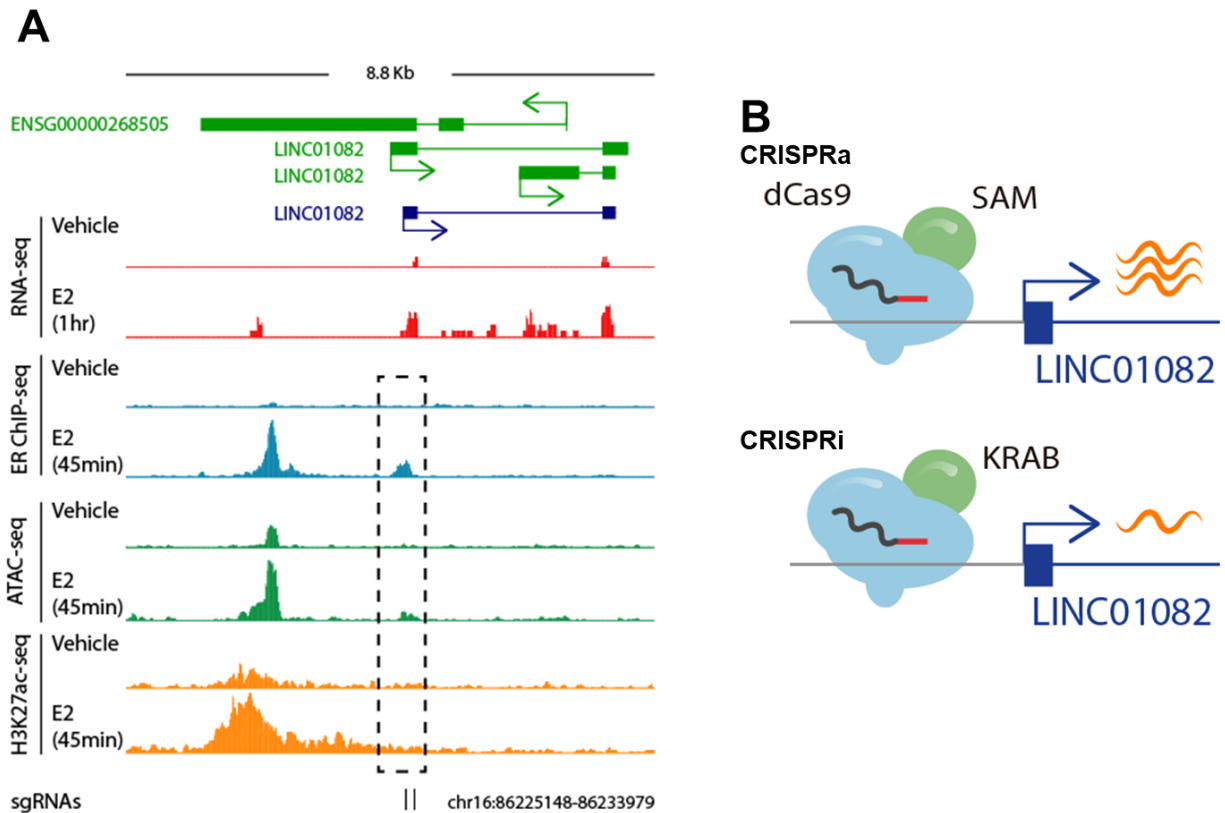 A
8.8 Kb
ENSG00000268505
LINC01082
LINC01082
LINC01082
RNA-seq
Vehicle
E2
(1hr)
ER ChIP-seq
Vehicle
E2
(45min)
ATAC-seq
Vehicle
E2
(45min)
H3K27ac-seq
Vehicle
E2
(45min)
sgRNAs
chr16:86225148-86233979
B
CRISPRa
dCas9
SAM
LINC01082
CRISPRi
KRAB
LINC01082